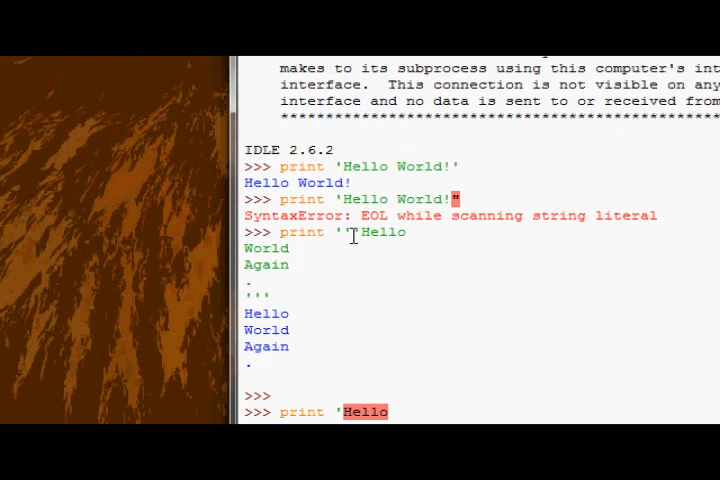 makes to its subprocess using this computer's int
interface. This connection is not visible on any
interface and no data is sent to or received from
****************************************************
IDLE 2.6.2
>>> print 'Hello World!'
Hello World!
>>> print 'Hello World!"
SyntaxError: EOL while scanning string literal
>>> print '''Hello
World
Again
.
'''
Hello
World
Again
.
>>>
>>> print 'Hello